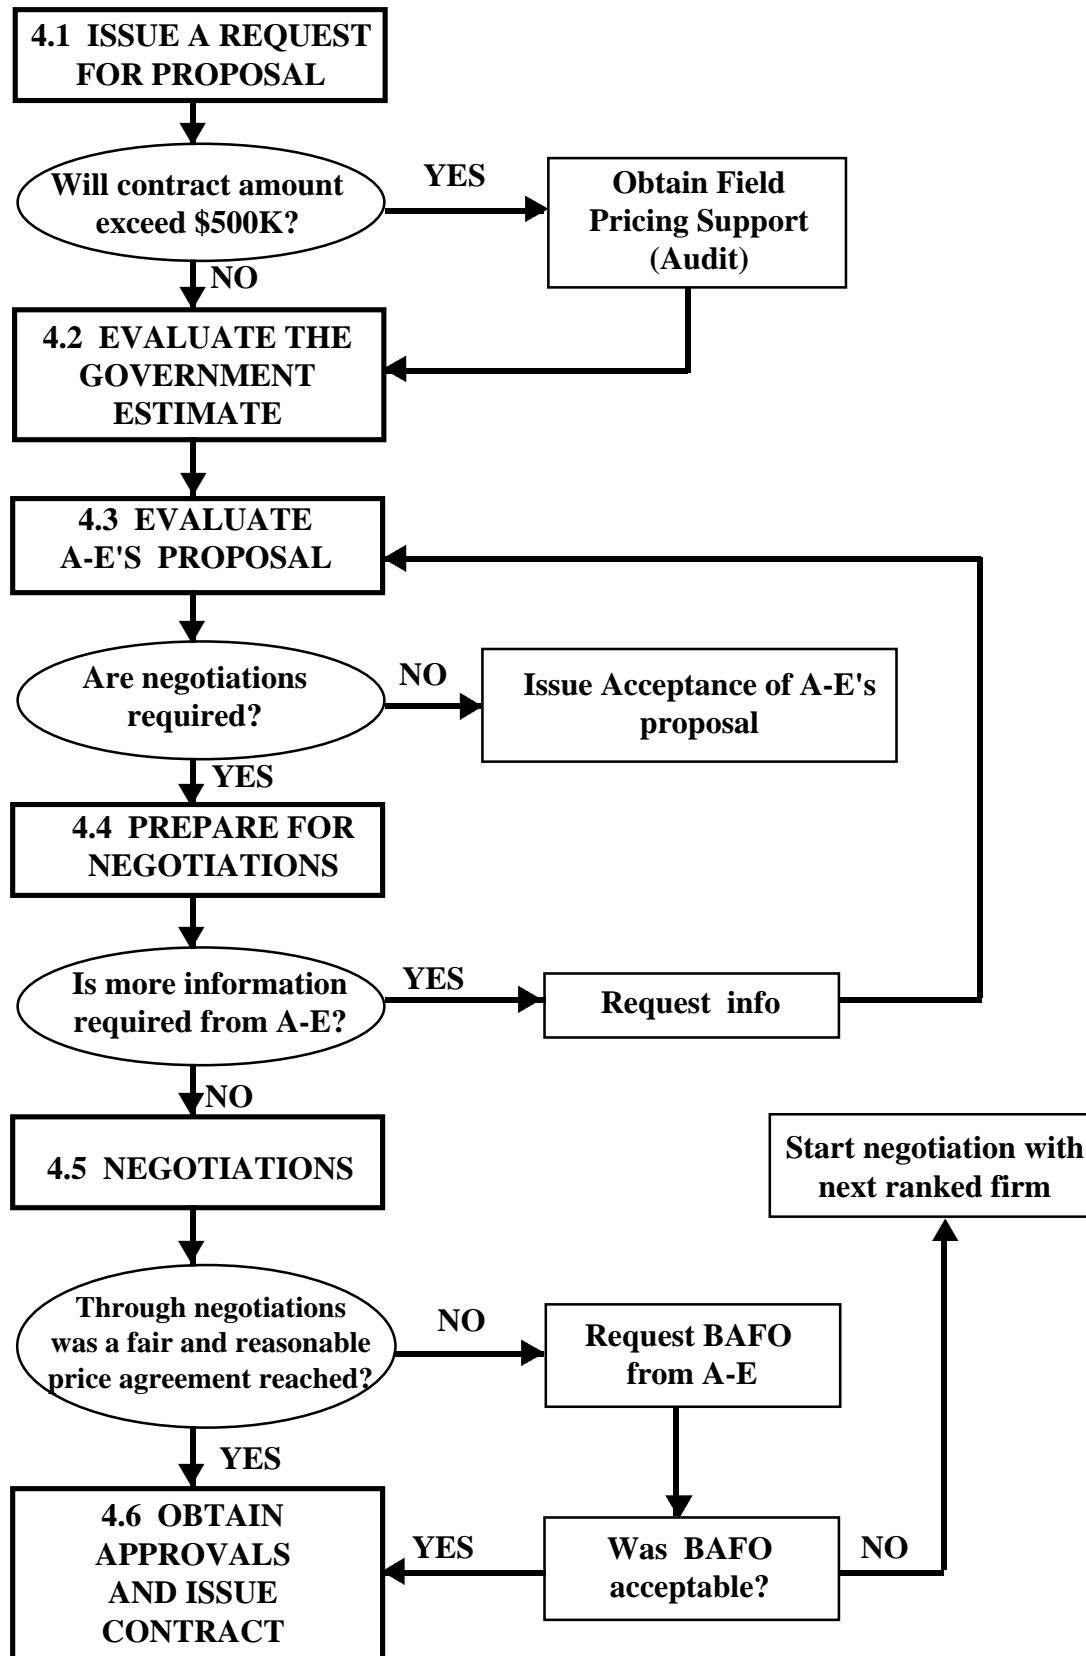 4.1 ISSUE A REQUEST
FOR PROPOSAL
Will contract amount
exceed $500K?
YES
Obtain Field
Pricing Support
(Audit)
NO
4.2 EVALUATE THE
GOVERNMENT
ESTIMATE
4.3 EVALUATE
A-E'S PROPOSAL
Are negotiations
required?
NO
Issue Acceptance of A-E's
proposal
YES
4.4 PREPARE FOR
NEGOTIATIONS
Is more information
required from A-E?
YES
Request info
NO
4.5 NEGOTIATIONS
Start negotiation with
next ranked firm
Through negotiations
was a fair and reasonable
price agreement reached?
NO
Request BAFO
from A-E
YES
4.6 OBTAIN
APPROVALS
AND ISSUE
CONTRACT
YES
Was BAFO
acceptable?
NO